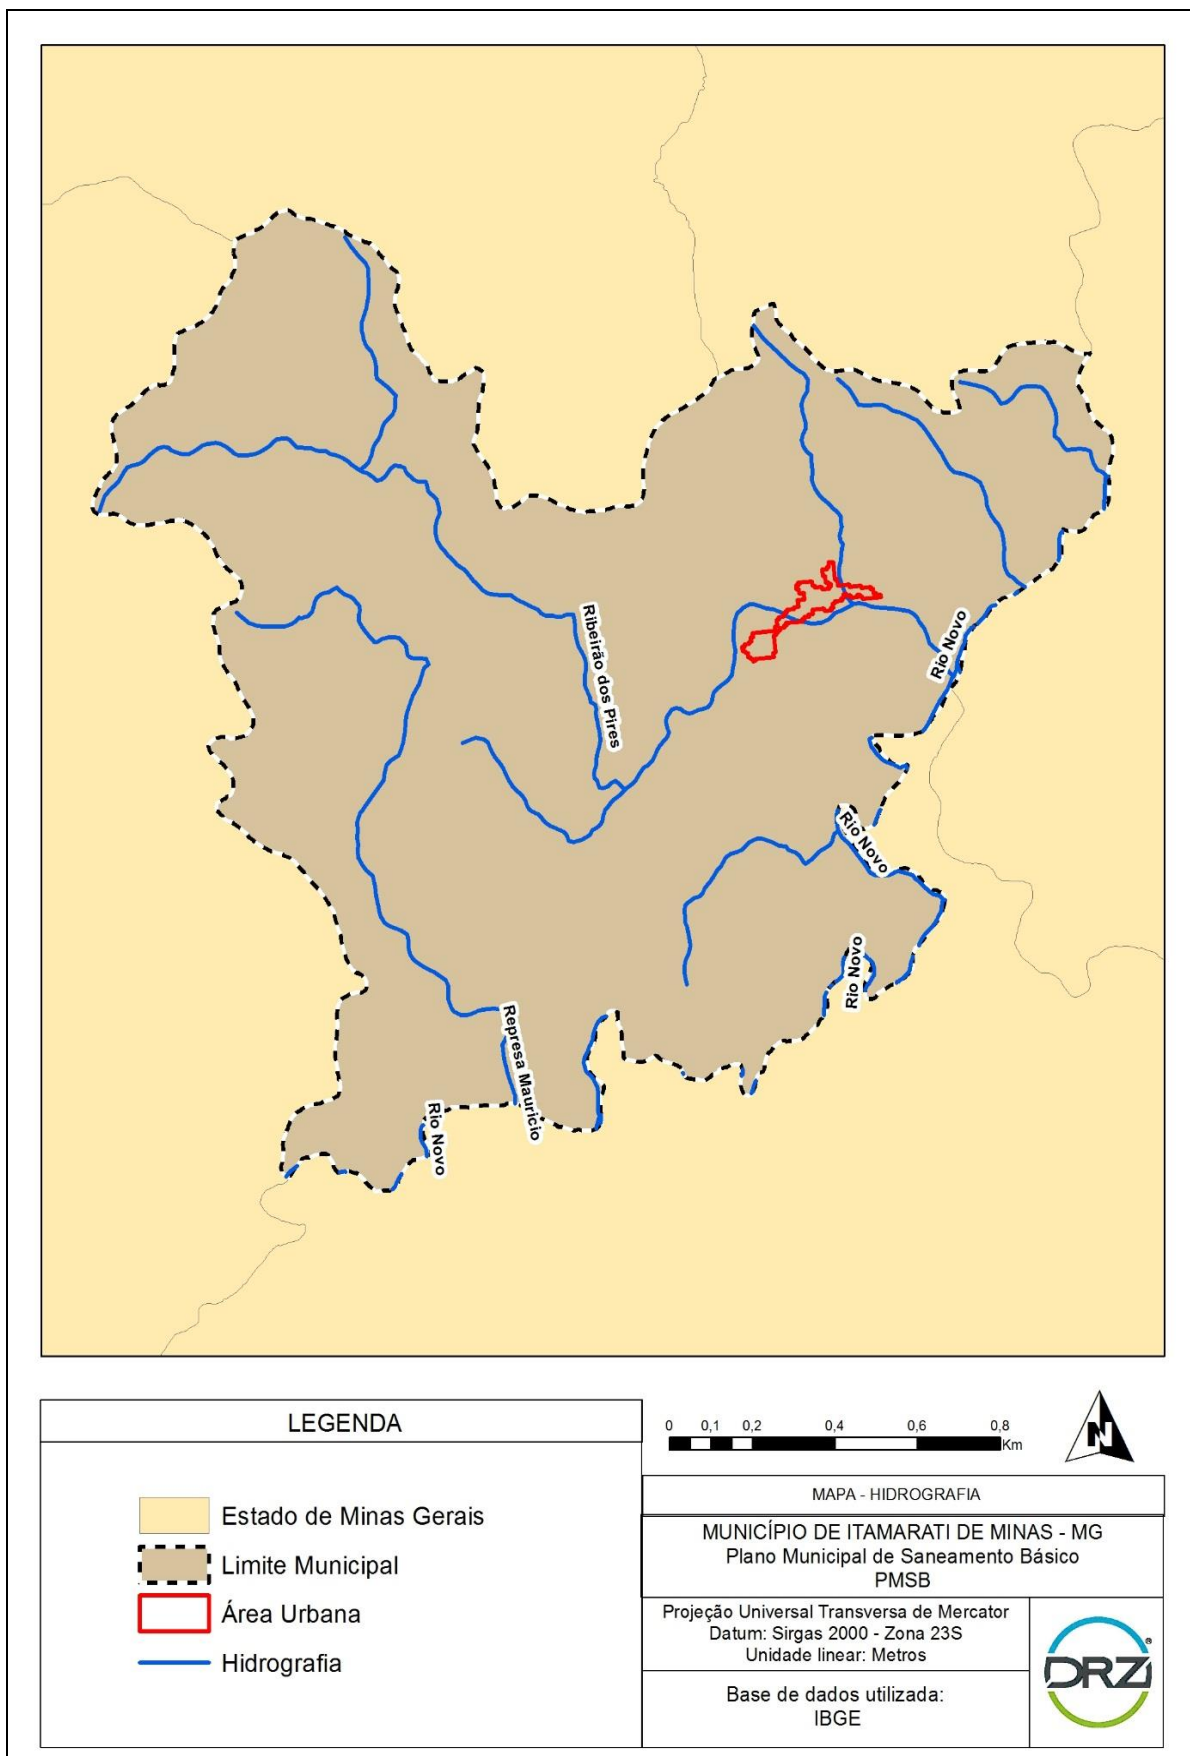 Ribeirão dos Pires
Rio Novo
Rio Novo
Rio Novo
Represa Mauricio
Rio Novo
LEGENDA
Estado de Minas Gerais
Limite Municipal
Área Urbana
Hidrografia
0 0,1 0,2 0,4 0,6 0,8
Km
N
MAPA - HIDROGRAFIA
MUNICÍPIO DE ITAMARATI DE MINAS - MG
Plano Municipal de Saneamento Básico
PMSB
Projeção Universal Transversa de Mercator
Datum: Sirgas 2000 - Zona 23S
Unidade linear: Metros
Base de dados utilizada:
IBGE
DRZ®